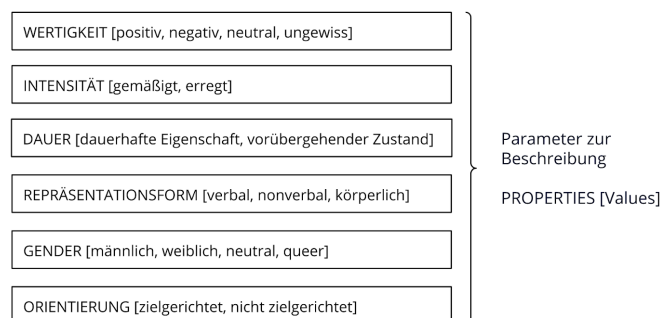 WERTIGKEIT [positiv, negativ, neutral, ungewiss]
INTENSITÄT [gemäßigt, erregt]
DAUER [dauerhafte Eigenschaft, vorübergehender Zustand]
REPRÄSENTATIONSFORM [verbal, nonverbal, körperlich]
GENDER [männlich, weiblich, neutral, queer]
ORIENTIERUNG [zielgerichtet, nicht zielgerichtet]
Parameter zur
Beschreibung
PROPERTIES [Values]